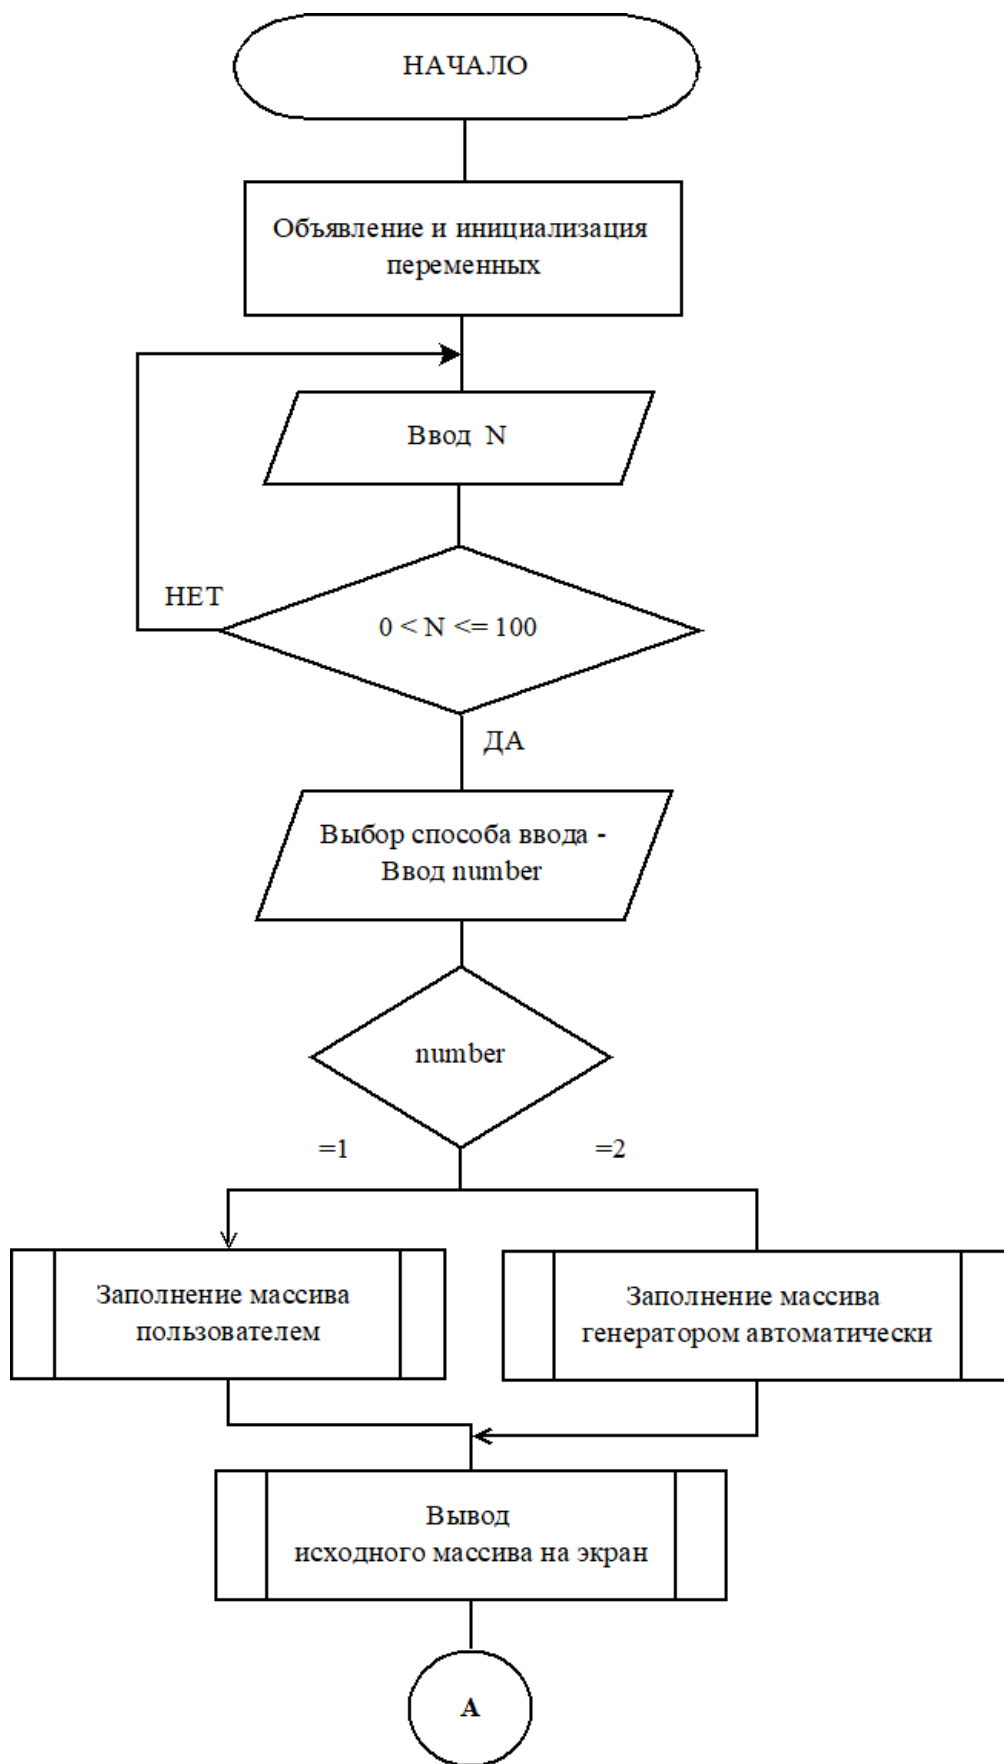 НАЧАЛО
Объявление и инициализация
переменных
Ввод N
НЕТ
0 < N <= 100
ДА
Выбор способа ввода -
Ввод number
number
=1
=2
Заполнение массива
пользователем
Заполнение массива
генератором автоматически
Вывод
исходного массива на экран
А